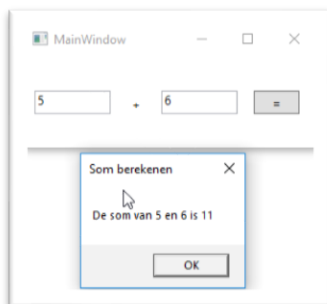 MainWindow
5 + 6 =
Som berekenen
De som van 5 en 6 is 11
OK